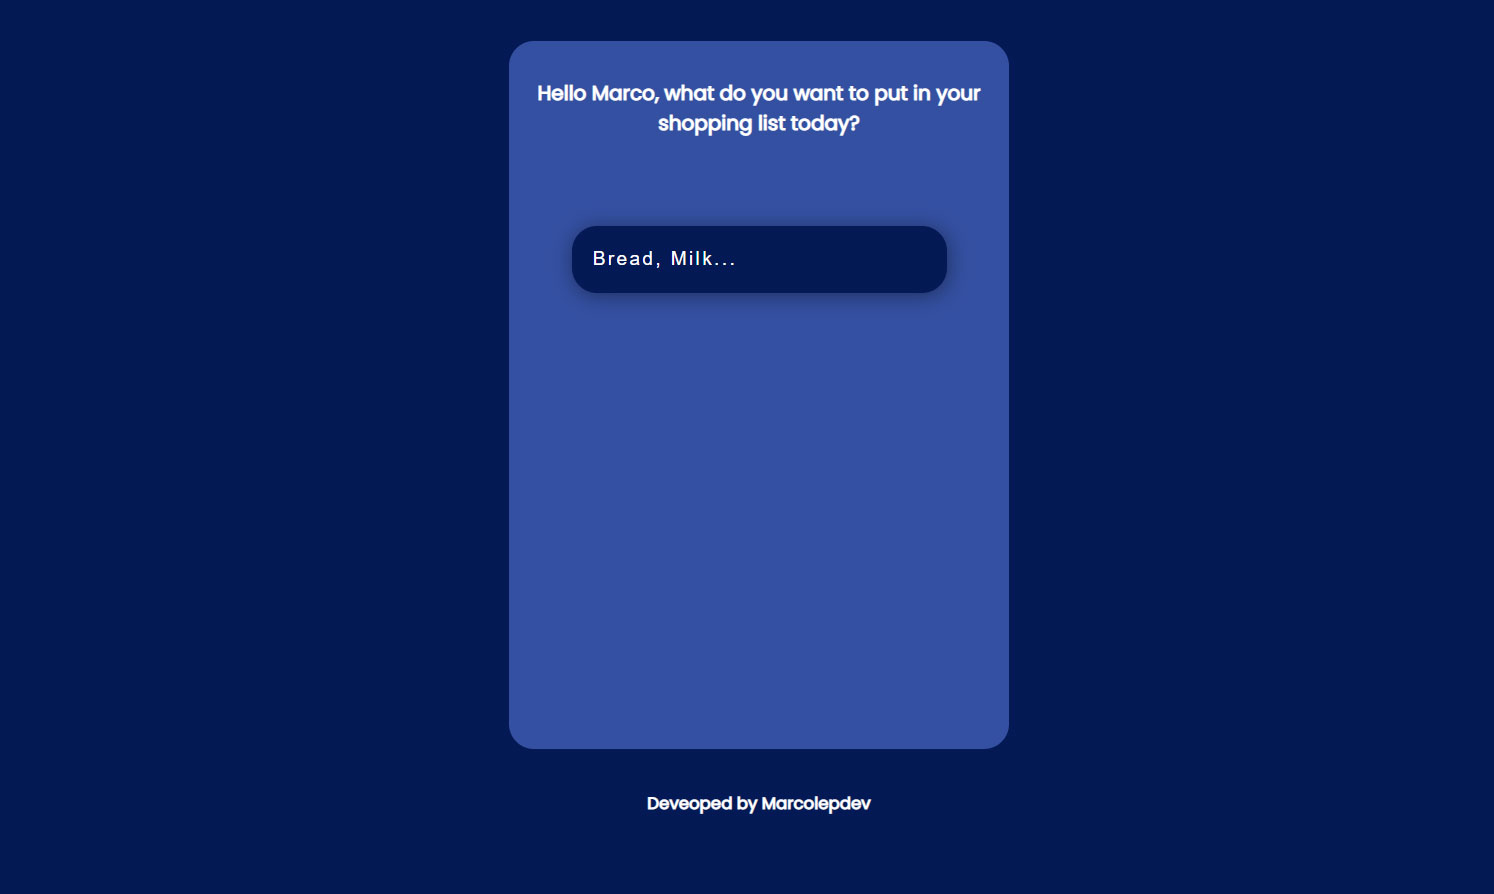 Hello Marco, what do you want to put in your
shopping list today?
Bread, Milk...
Deveoped by Marcolepdev